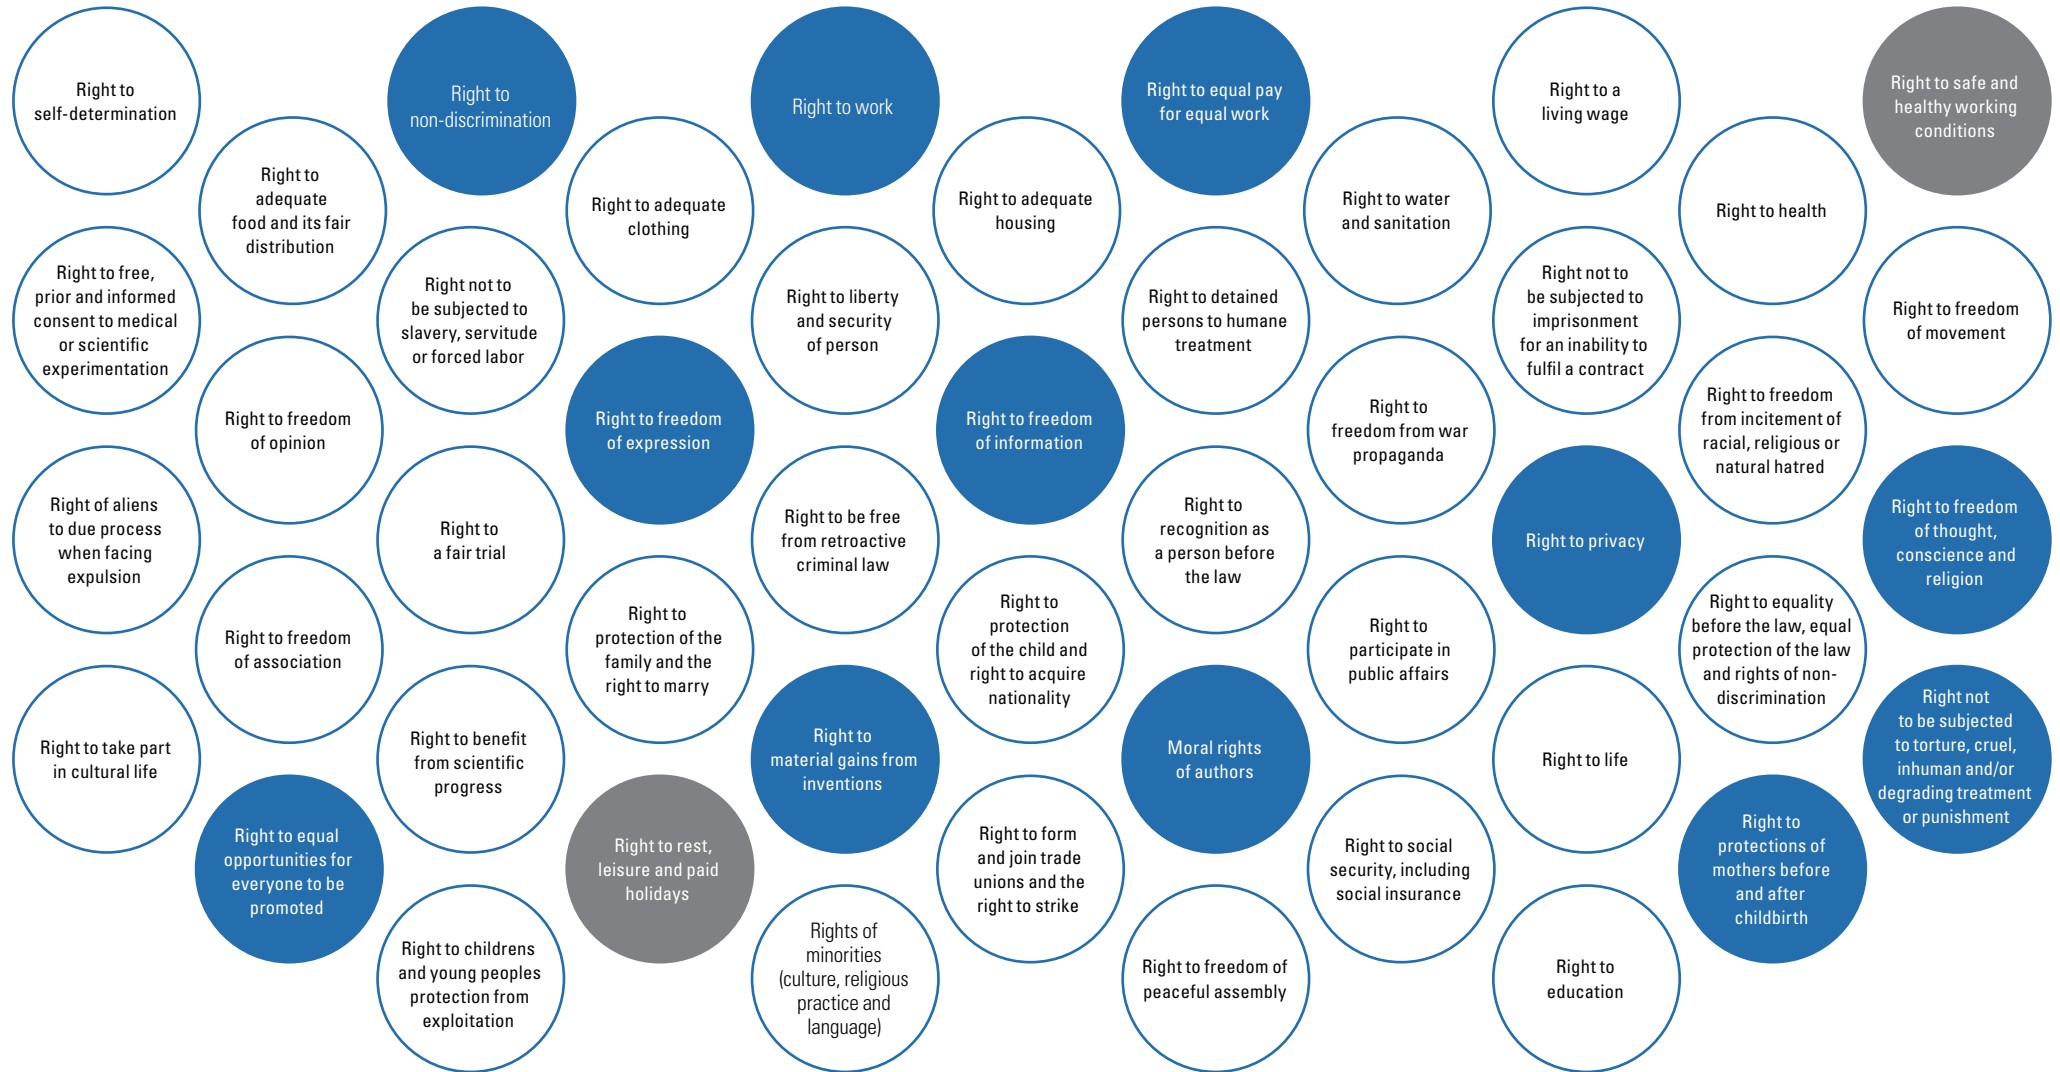 Right to
self-determination
Right to
non-discrimination
Right to work
Right to equal pay
for equal work
Right to a
living wage
Right to safe and
healthy working
conditions
Right to
adequate
food and its fair
distribution
Right to adequate
clothing
Right to adequate
housing
Right to water
and sanitation
Right to health
Right to free,
prior and informed
consent to medical
or scientific
experimentation
Right not to
be subjected to
slavery, servitude
or forced labor
Right to liberty
and security
of person
Right to detained
persons to humane
treatment
Right not to
be subjected to
imprisonment
for an inability to
fulfil a contract
Right to freedom
of movement
Right to freedom
of opinion
Right to freedom
of expression
Right to freedom
of information
Right to
freedom from war
propaganda
Right to freedom
from incitement of
racial, religious or
natural hatred
Right of aliens
to due process
when facing
expulsion
Right to
a fair trial
Right to be free
from retroactive
criminal law
Right to
recognition as
a person before
the law
Right to privacy
Right to freedom
of thought,
conscience and
religion
Right to freedom
of association
Right to
protection of the
family and the
right to marry
Right to
protection
of the child and
right to acquire
nationality
Right to
participate in
public affairs
Right to equality
before the law, equal
protection of the law
and rights of non-
discrimination
Right to take part
in cultural life
Right to benefit
from scientific
progress
Right to
material gains from
inventions
Moral rights
of authors
Right to life
Right not
to be subjected
to torture, cruel,
inhuman and/or
degrading treatment
or punishment
Right to equal
opportunities for
everyone to be
promoted
Right to rest,
leisure and paid
holidays
Right to form
and join trade
unions and the
right to strike
Right to social
security, including
social insurance
Right to
protections of
mothers before
and after
childbirth
Right to childrens
and young peoples
protection from
exploitation
Rights of
minorities
(culture, religious
practice and
language)
Right to freedom of
peaceful assembly
Right to
education